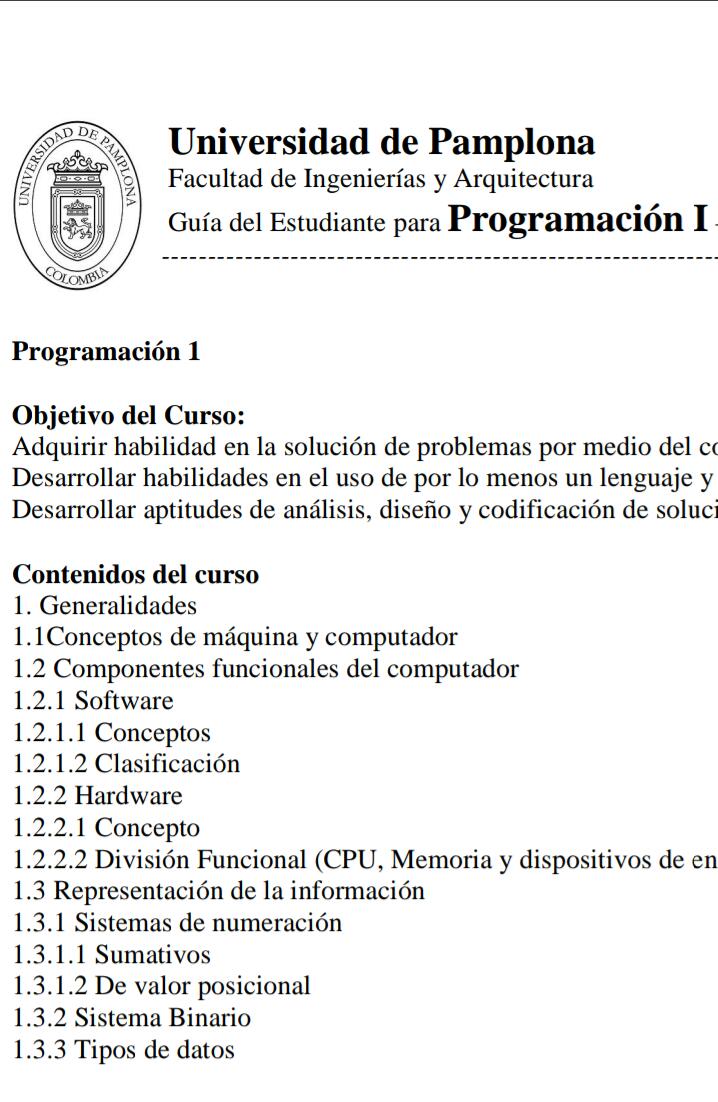 UNIVERSIDAD DE PAMPLONA
COLOMBIA
Universidad de Pamplona
Facultad de Ingenierías y Arquitectura
Guía del Estudiante para Programación I -
-----------------------------------------------------------
Programación 1
Objetivo del Curso:
Adquirir habilidad en la solución de problemas por medio del co
Desarrollar habilidades en el uso de por lo menos un lenguaje y
Desarrollar aptitudes de análisis, diseño y codificación de soluci
Contenidos del curso
1. Generalidades
1.1Conceptos de máquina y computador
1.2 Componentes funcionales del computador
1.2.1 Software
1.2.1.1 Conceptos
1.2.1.2 Clasificación
1.2.2 Hardware
1.2.2.1 Concepto
1.2.2.2 División Funcional (CPU, Memoria y dispositivos de en
1.3 Representación de la información
1.3.1 Sistemas de numeración
1.3.1.1 Sumativos
1.3.1.2 De valor posicional
1.3.2 Sistema Binario
1.3.3 Tipos de datos